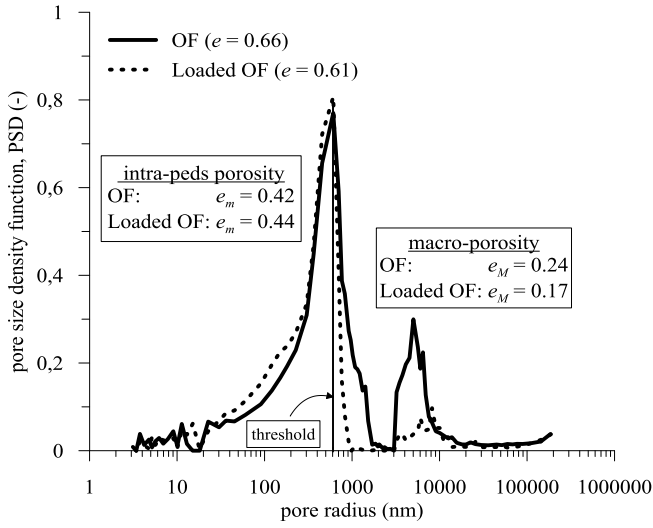 pore size density function, PSD (-)
1
0,8
0,6
0,4
0,2
0
OF (e = 0.66)
Loaded OF (e = 0.61)
intra-peds porosity
OF: eₘ = 0.42
Loaded OF: eₘ = 0.44
macro-porosity
OF: e_M = 0.24
Loaded OF: e_M = 0.17
threshold
1 10 100 1000 10000 100000 1000000
pore radius (nm)